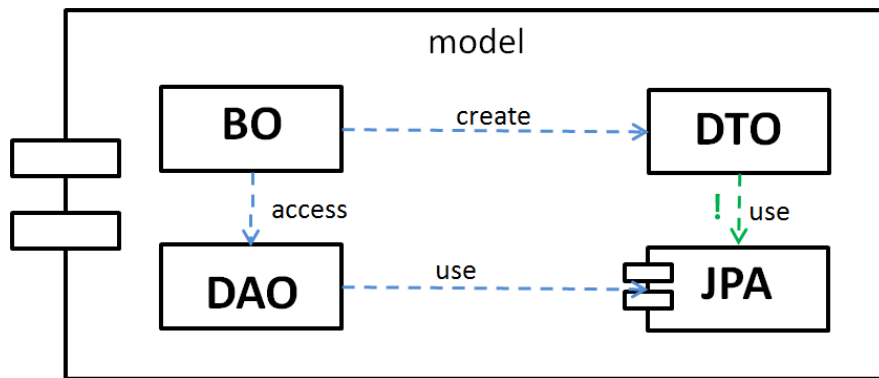 model
BO
create
DTO
access
!
use
DAO
use
JPA